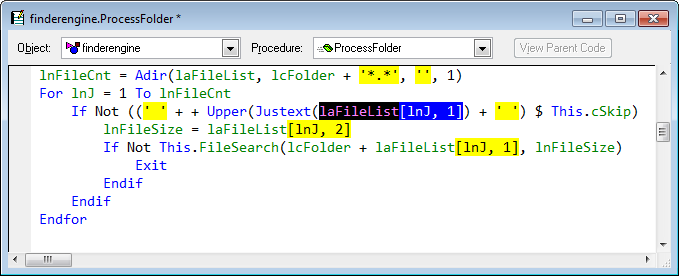 finderengine.ProcessFolder *
Object: finderengine Procedure: ProcessFolder View Parent Code
lnFileCnt = Adir(laFileList, lcFolder + '*.*', '', 1)
For lnJ = 1 To lnFileCnt
If Not ((' ' + + Upper(Justext(laFileList[lnJ, 1]) + ' ') $ This.cSkip)
lnFileSize = laFileList[lnJ, 2]
If Not This.FileSearch(lcFolder + laFileList[lnJ, 1], lnFileSize)
Exit
Endif
Endif
Endfor